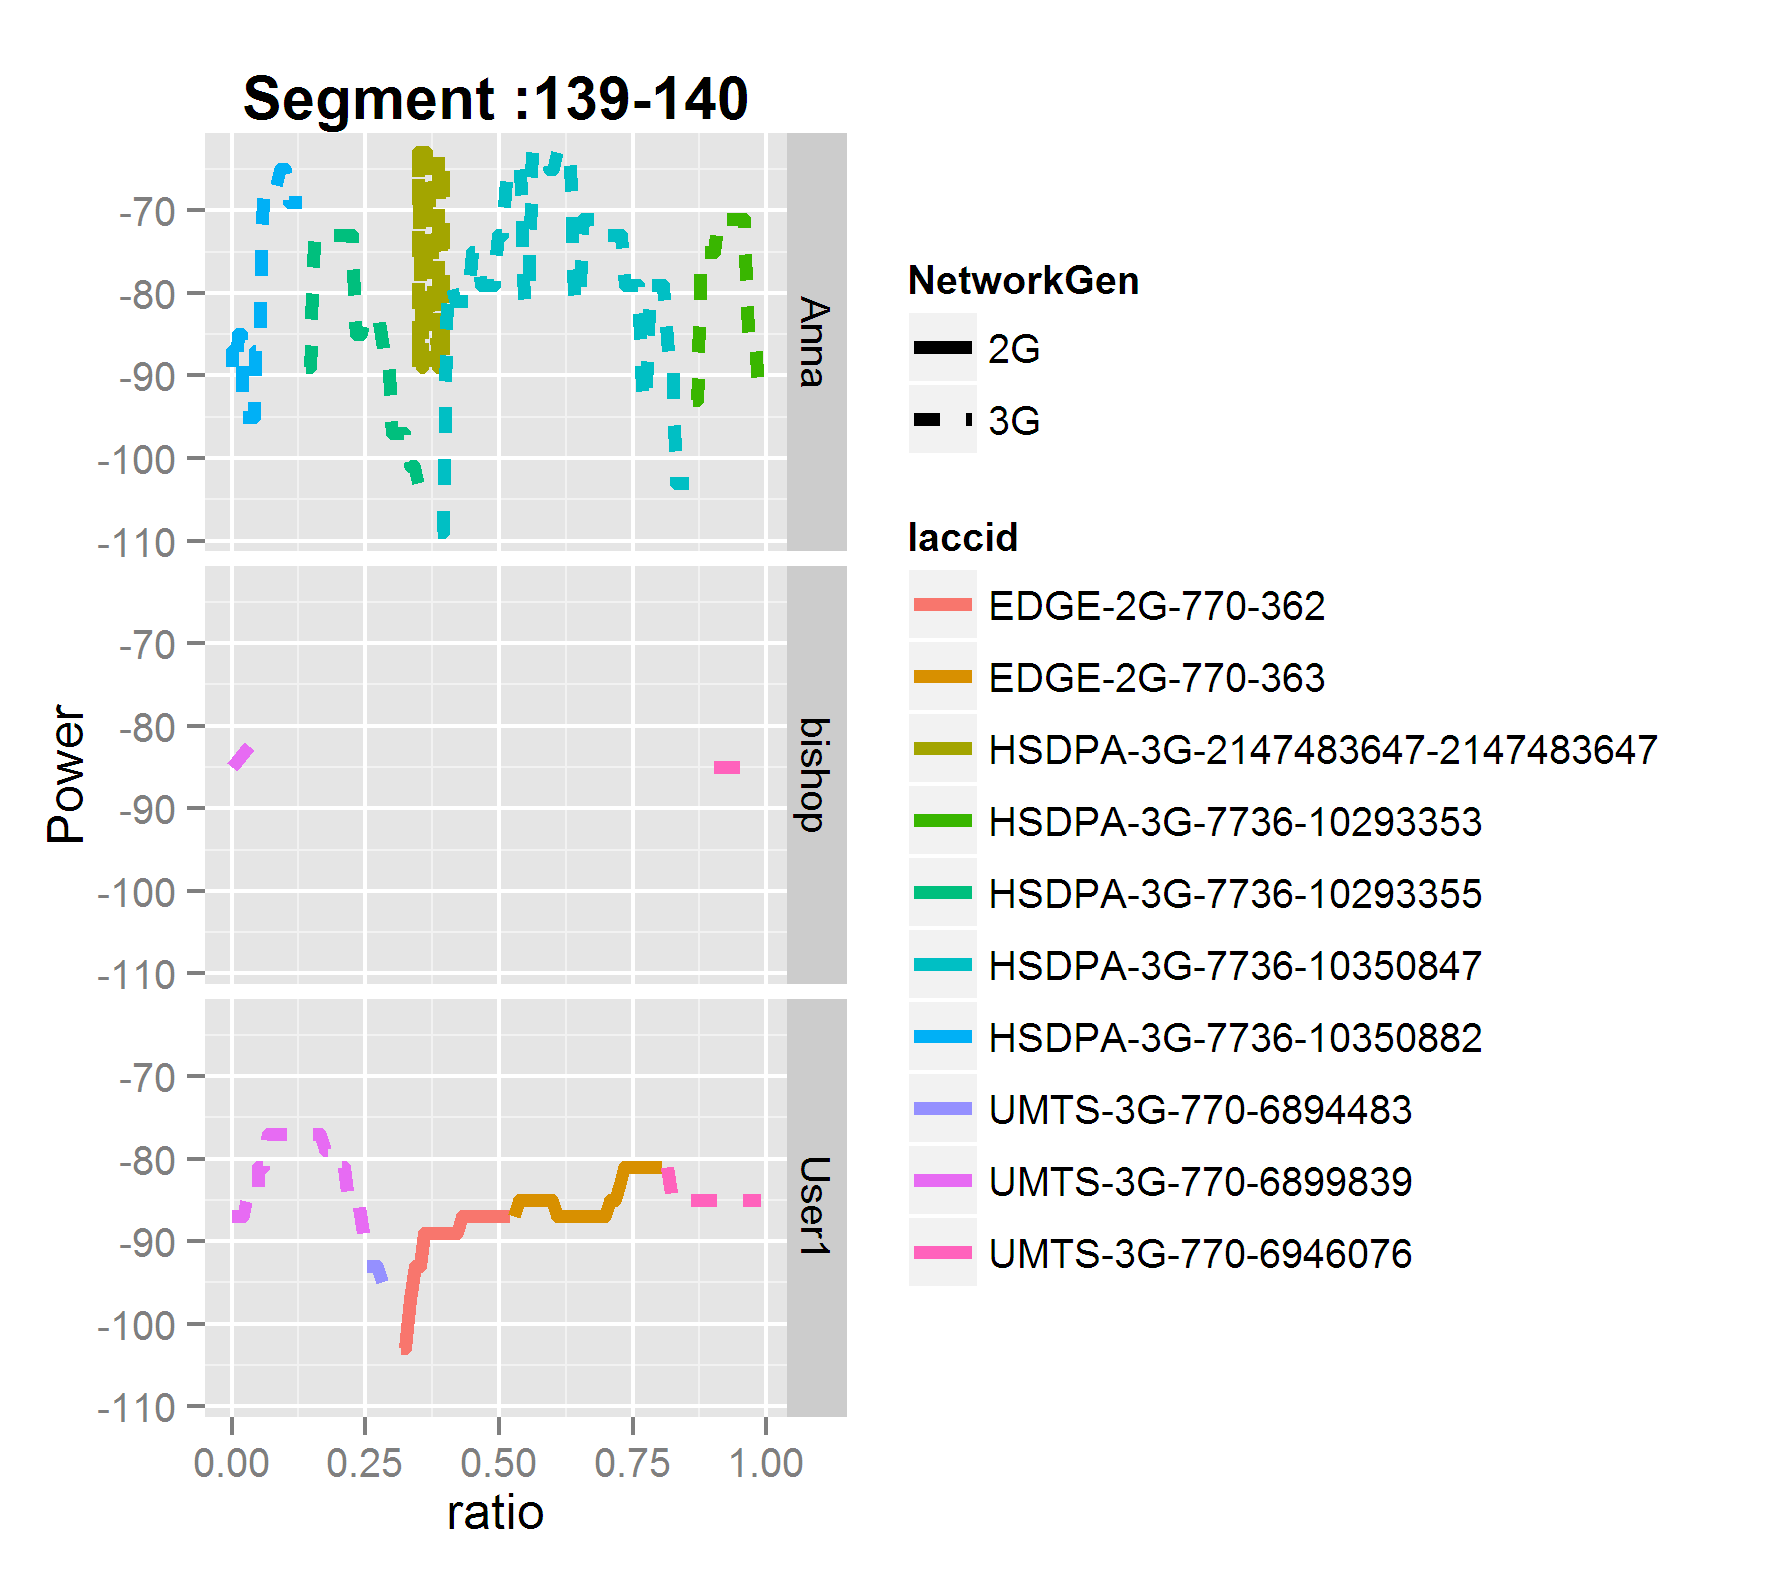 Segment :139-140
-70
-80
-90
-100
-110
Anna
-70
-80
-90
-100
-110
bishop
-70
-80
-90
-100
-110
User1
0.00 0.25 0.50 0.75 1.00
ratio
Power
NetworkGen
2G
3G
laccid
EDGE-2G-770-362
EDGE-2G-770-363
HSDPA-3G-2147483647-2147483647
HSDPA-3G-7736-10293353
HSDPA-3G-7736-10293355
HSDPA-3G-7736-10350847
HSDPA-3G-7736-10350882
UMTS-3G-770-6894483
UMTS-3G-770-6899839
UMTS-3G-770-6946076